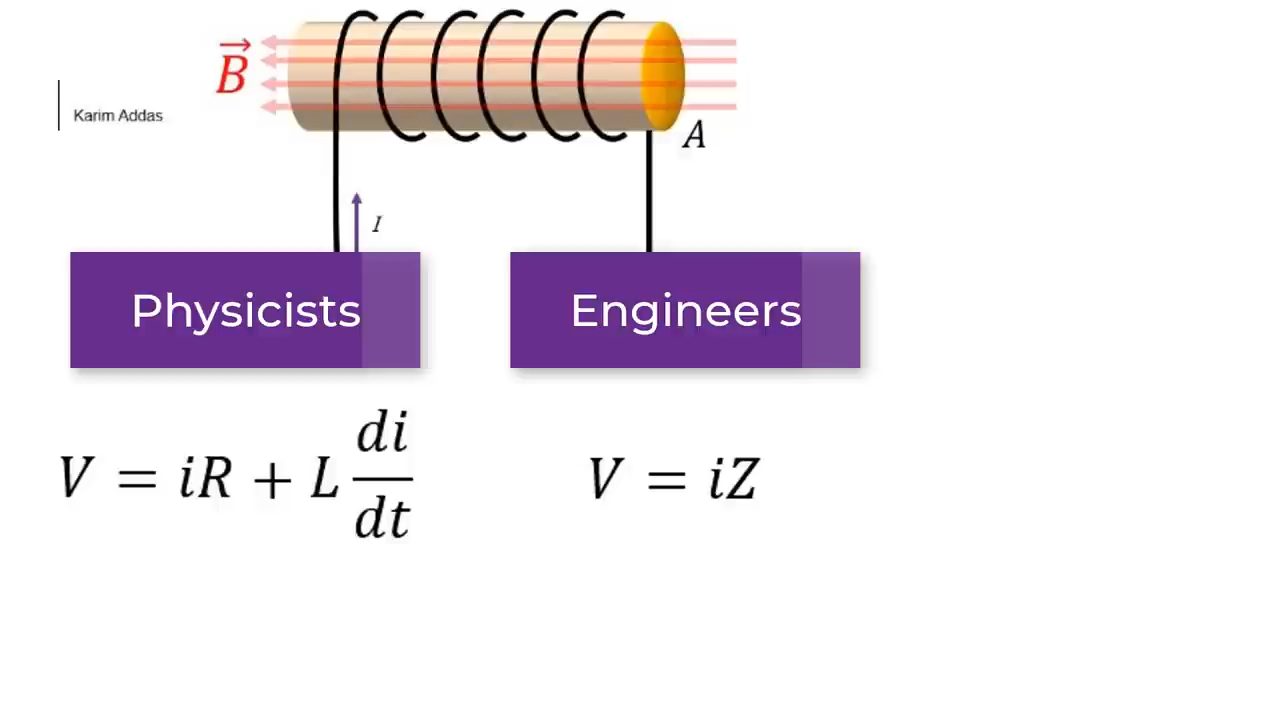 B
Karim Addas
A
I
Physicists
Engineers
V = iR + L di/dt
V = iZ